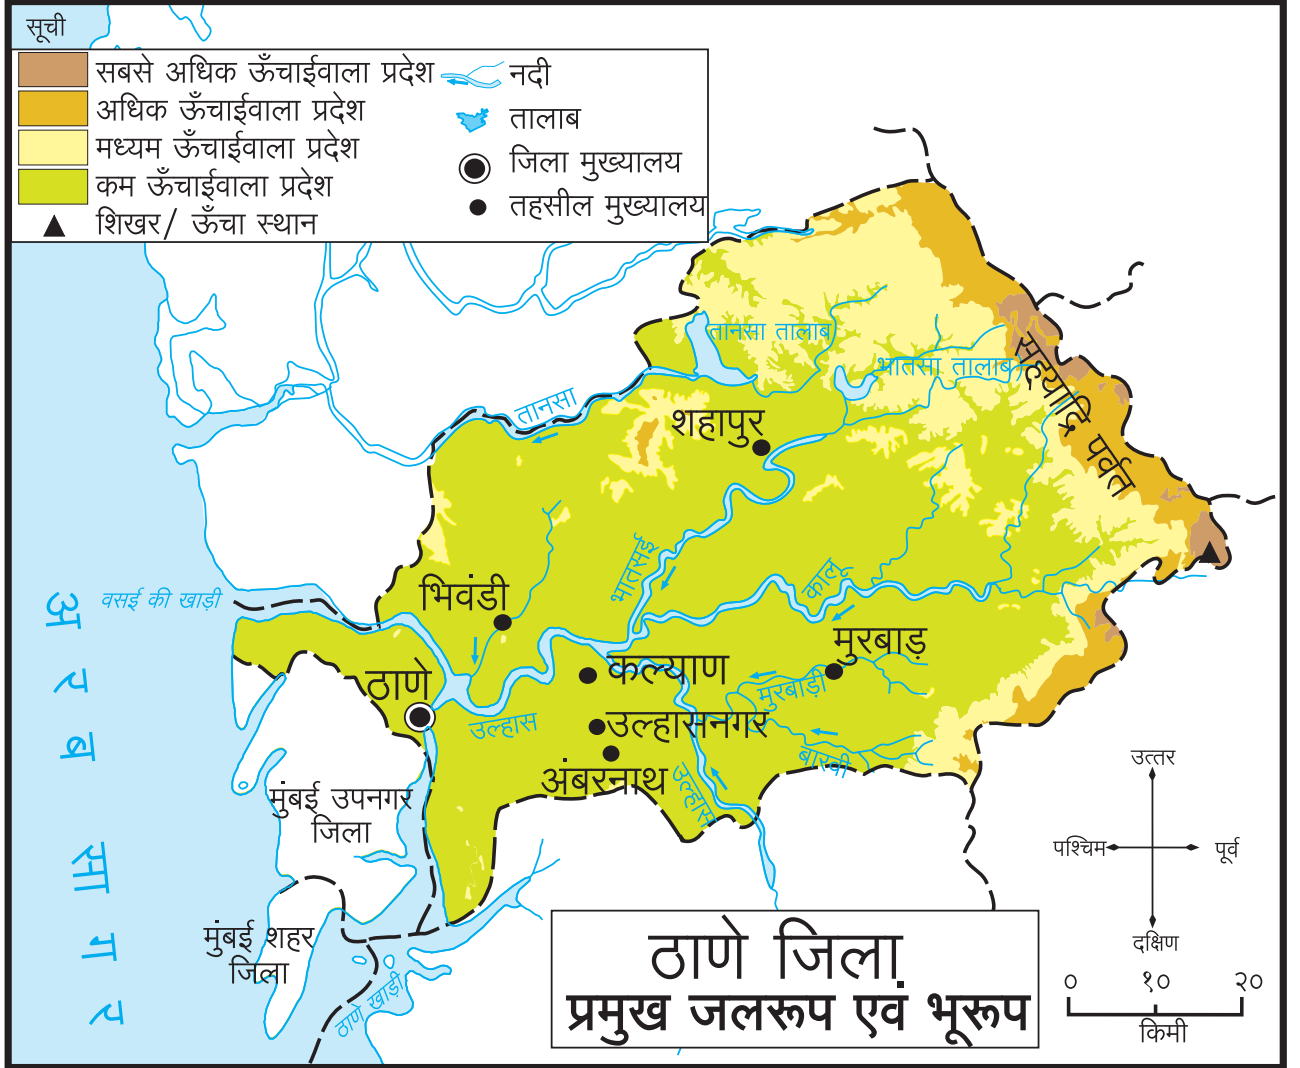 सूची
सबसे अधिक ऊँचाईवाला प्रदेश
अधिक ऊँचाईवाला प्रदेश
मध्यम ऊँचाईवाला प्रदेश
कम ऊँचाईवाला प्रदेश
शिखर/ ऊँचा स्थान
नदी
तालाब
जिला मुख्यालय
तहसील मुख्यालय
तानसा तालाब
भातसा तालाब
सह्याद्रि पर्वत
तानसा
शहापुर
भातसई
कालू
भिवंडी
वसई की खाड़ी
मुरबाड़
कल्याण
ठाणे
मुरबाड़ी
उल्हास
उल्हासनगर
बारवी
अंबरनाथ
उल्हास
मुंबई उपनगर
जिला
मुंबई शहर
जिला
ठाणे खाड़ी
अरब सागर
उत्तर
पश्चिम
पूर्व
दक्षिण
० १० २०
किमी
ठाणे जिला
प्रमुख जलरूप एवं भूरूप